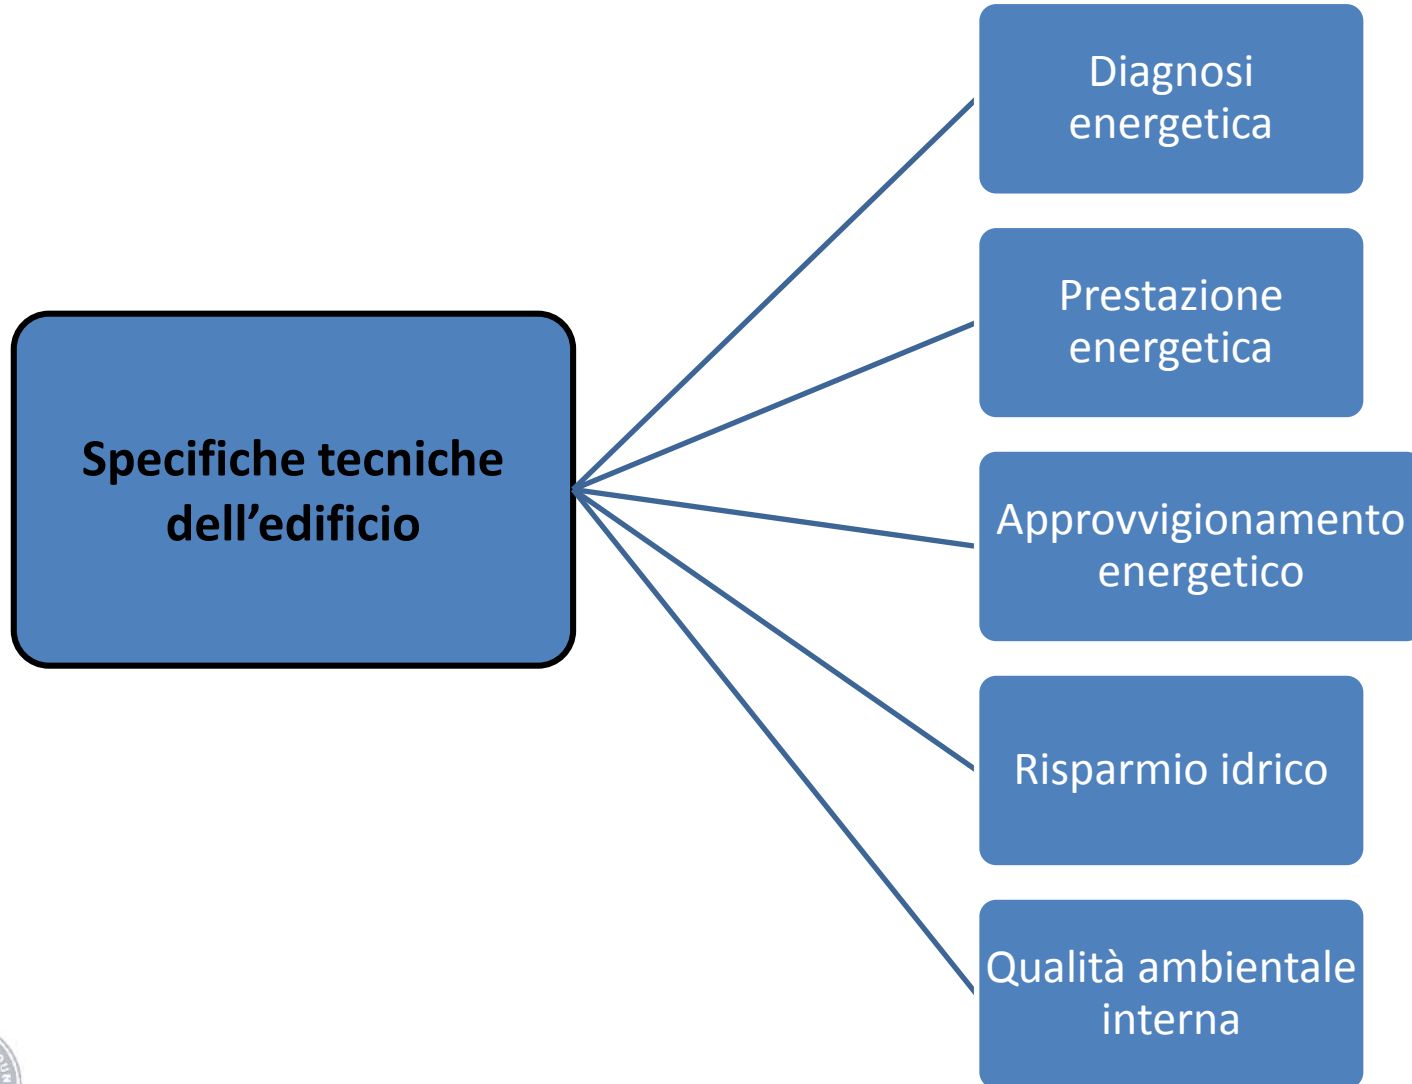 Diagnosi
energetica
Prestazione
energetica
Specifiche tecniche
dell’edificio
Approvvigionamento
energetico
Risparmio idrico
Qualità ambientale
interna